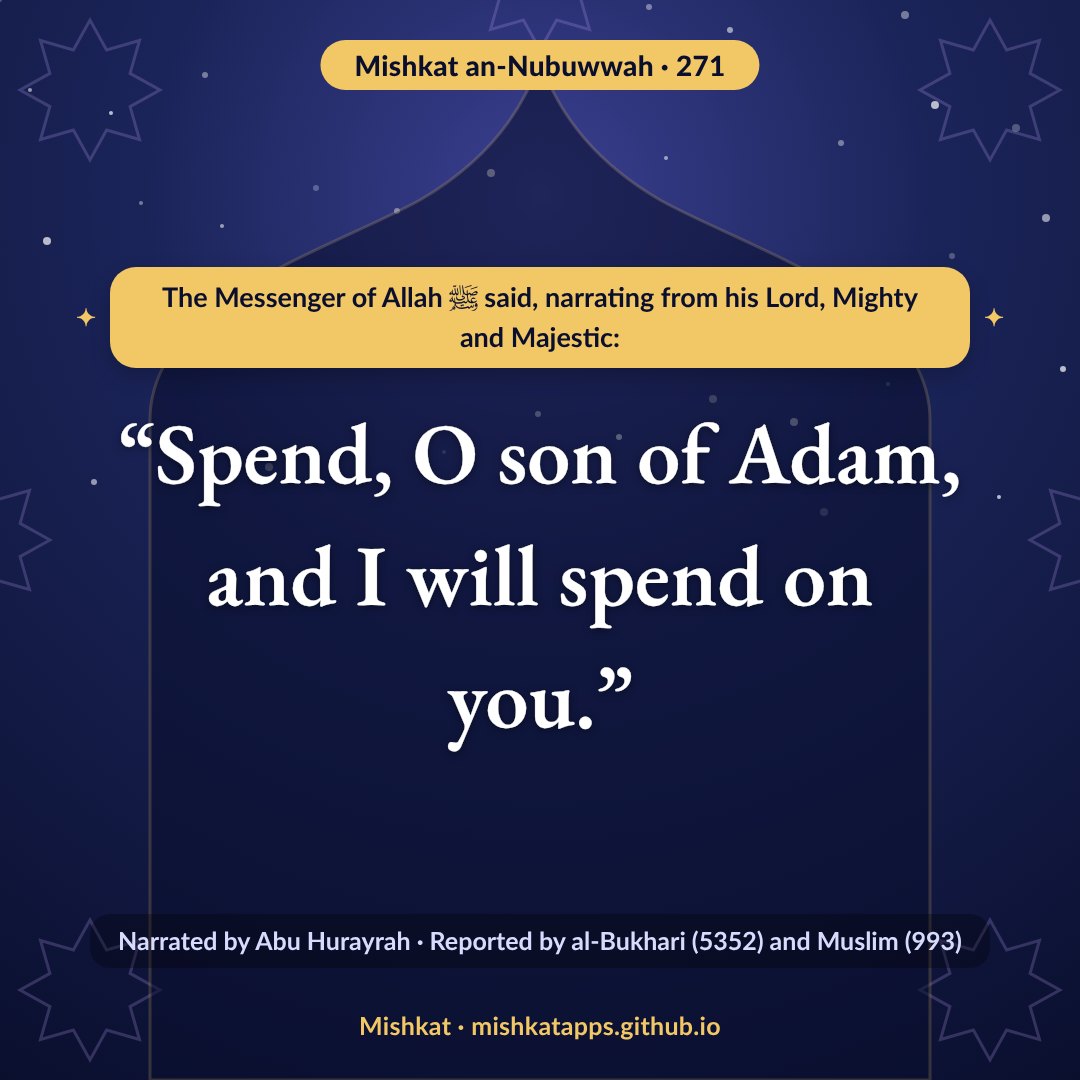 Mishkat an-Nubuwwah · 271
The Messenger of Allah ﷺ said, narrating from his Lord, Mighty
and Majestic:
“Spend, O son of Adam,
and I will spend on
you.”
Narrated by Abu Hurayrah · Reported by al-Bukhari (5352) and Muslim (993)
Mishkat · mishkatapps.github.io